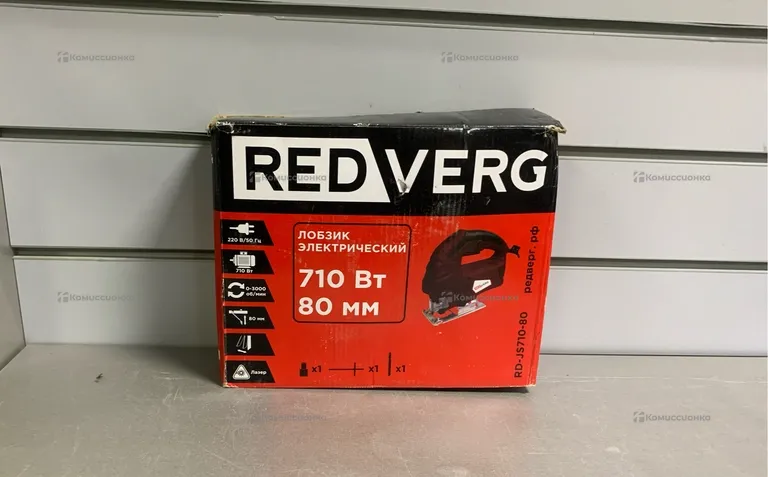 REDVERG
220 В/50 Гц
710 Вт
0-3000
об/мин
80 мм
Лазер
ЛОБЗИК
ЭЛЕКТРИЧЕСКИЙ
710 Вт
80 мм
x1
x1
x1
редверг.рф
RD-JS710-80
Комиссионка
Комиссионка
Комиссионка
Комиссионка
Комиссионка
Комиссионка
Комиссионка
Комиссионка